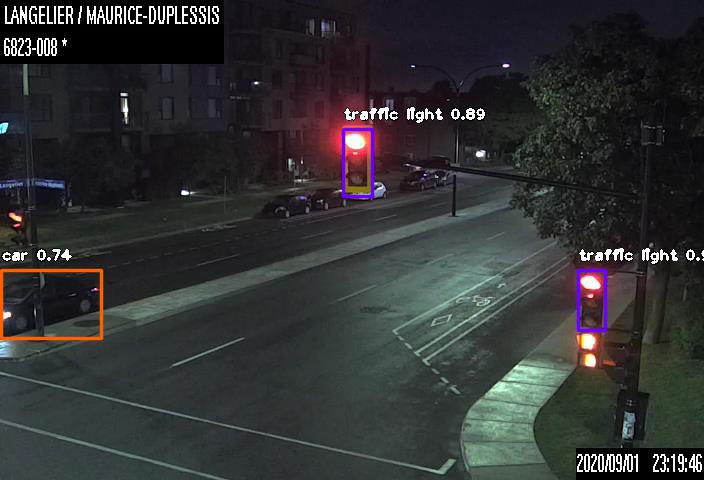 LANGELIER / MAURICE-DUPLESSIS
6823-008 *
traffic light 0.89
Langelier
car 0.74
traffic light 0.9
2020/09/01 23:19:46